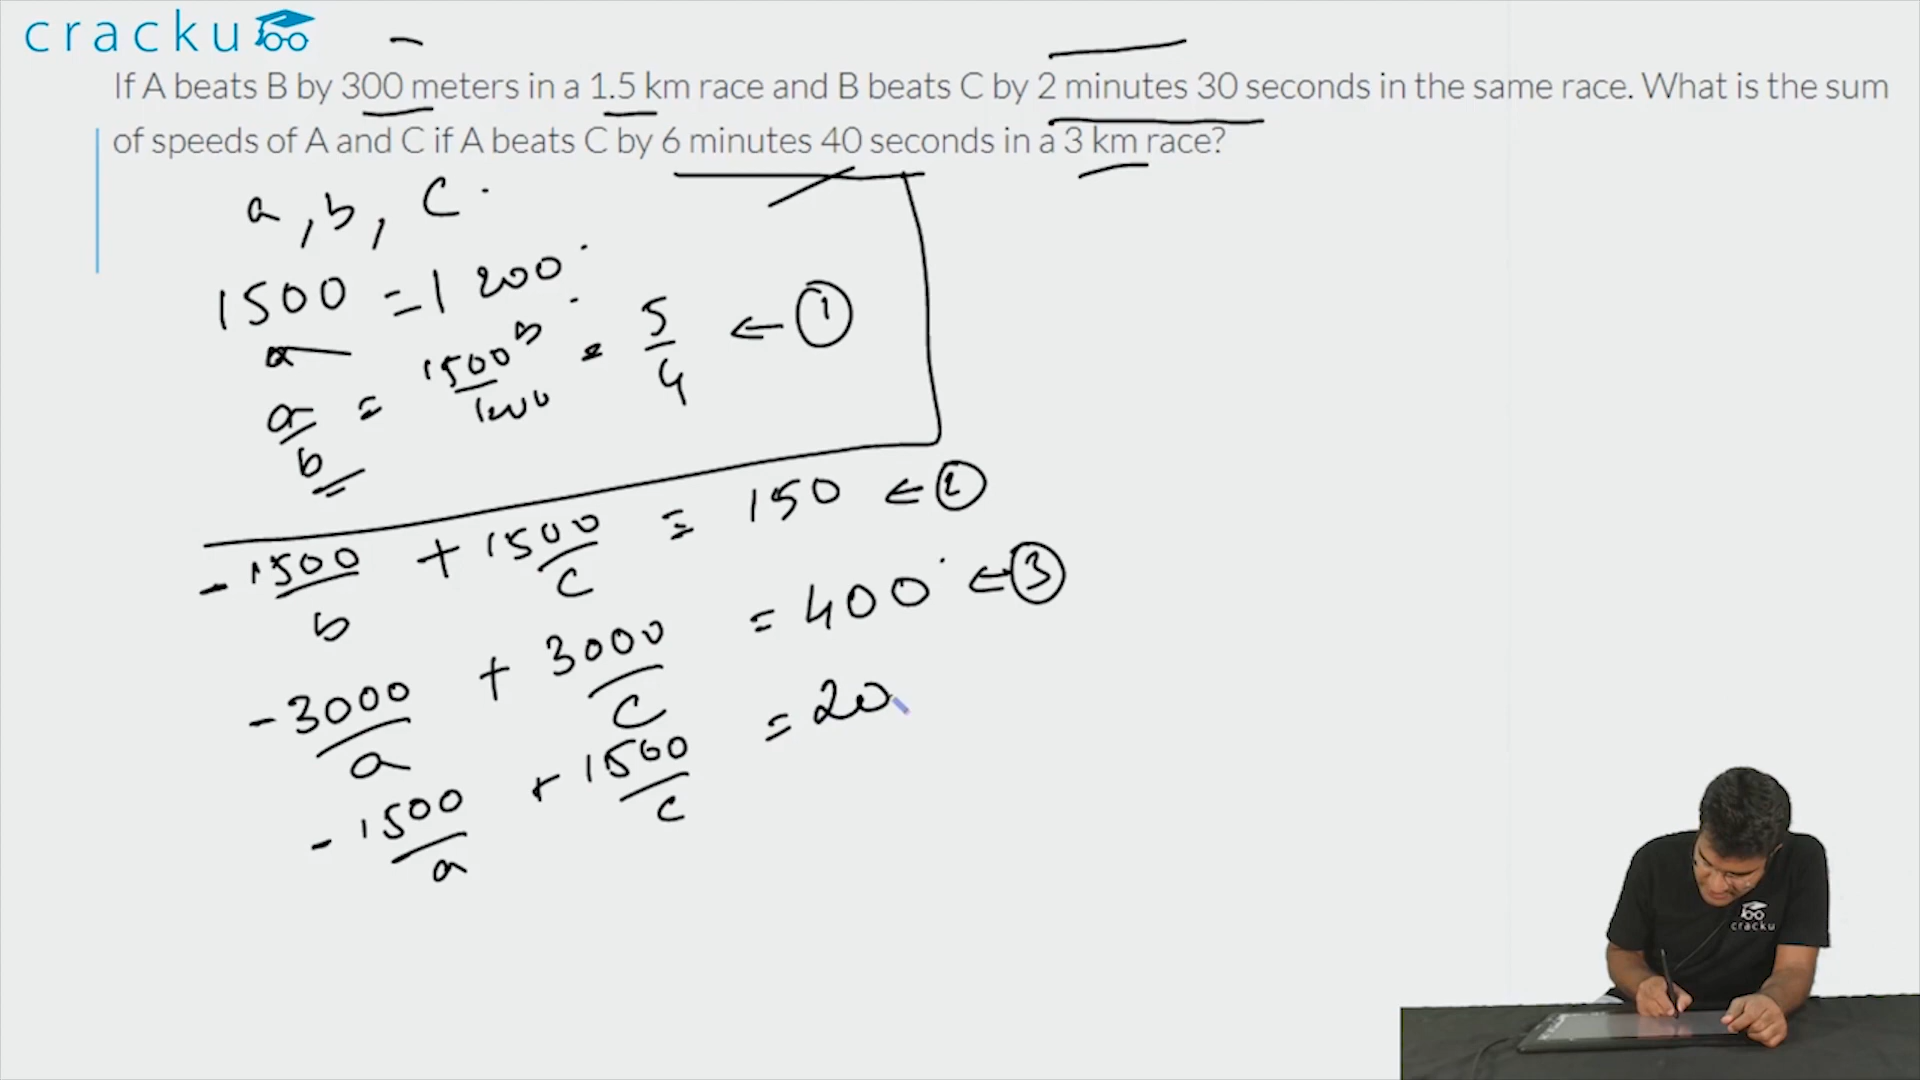 cracku
If A beats B by 300 meters in a 1.5 km race and B beats C by 2 minutes 30 seconds in the same race. What is the sum
of speeds of A and C if A beats C by 6 minutes 40 seconds in a 3 km race?
a, b, c
1500/a = 1200/b
a/b = 1500/1200 = 5/4 ← ①
-1500/b + 1500/c = 150 ← ②
-3000/a + 3000/c = 400 ← ③
-1500/a + 1500/c = 20
cracku